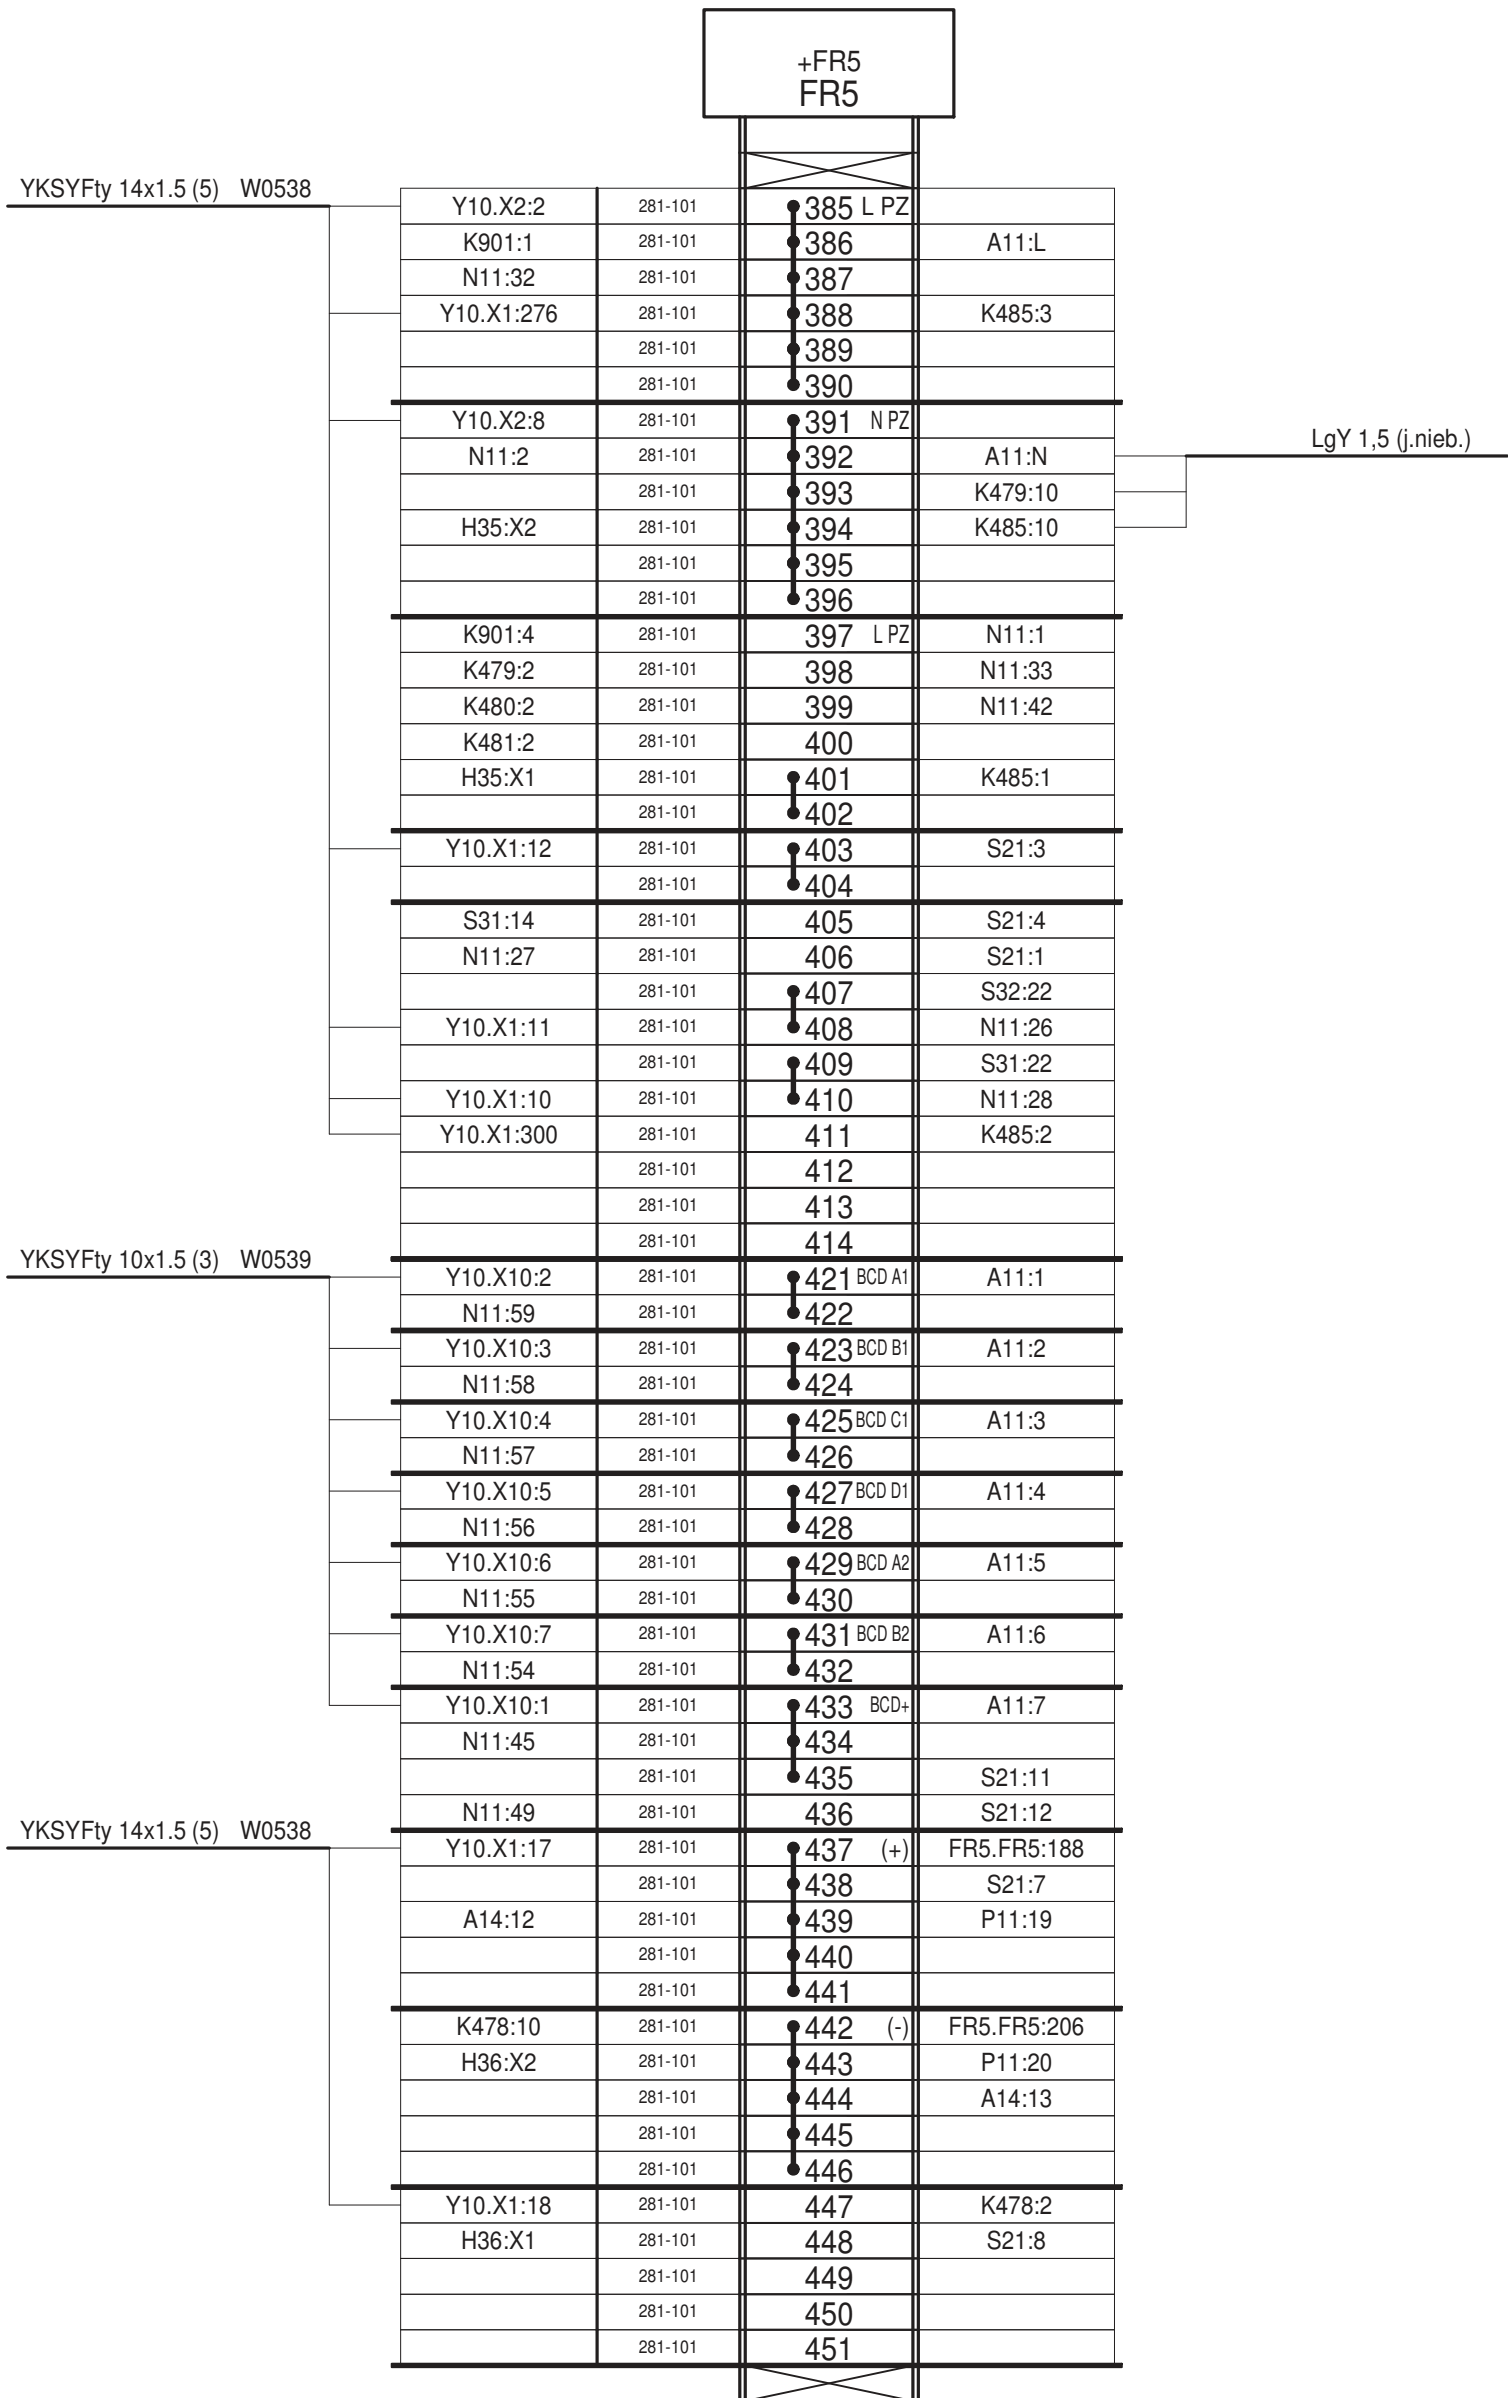 +FR5
FR5
YKSYFty 14x1.5 (5) W0538
Y10.X2:2 281-101 385 L PZ
K901:1 281-101 386 A11:L
N11:32 281-101 387
Y10.X1:276 281-101 388 K485:3
281-101 389
281-101 390
Y10.X2:8 281-101 391 N PZ
LgY 1,5 (j.nieb.)
N11:2 281-101 392 A11:N
281-101 393 K479:10
H35:X2 281-101 394 K485:10
281-101 395
281-101 396
K901:4 281-101 397 L PZ N11:1
K479:2 281-101 398 N11:33
K480:2 281-101 399 N11:42
K481:2 281-101 400
H35:X1 281-101 401 K485:1
281-101 402
Y10.X1:12 281-101 403 S21:3
281-101 404
S31:14 281-101 405 S21:4
N11:27 281-101 406 S21:1
281-101 407 S32:22
Y10.X1:11 281-101 408 N11:26
281-101 409 S31:22
Y10.X1:10 281-101 410 N11:28
Y10.X1:300 281-101 411 K485:2
281-101 412
281-101 413
281-101 414
YKSYFty 10x1.5 (3) W0539
Y10.X10:2 281-101 421 BCD A1 A11:1
N11:59 281-101 422
Y10.X10:3 281-101 423 BCD B1 A11:2
N11:58 281-101 424
Y10.X10:4 281-101 425 BCD C1 A11:3
N11:57 281-101 426
Y10.X10:5 281-101 427 BCD D1 A11:4
N11:56 281-101 428
Y10.X10:6 281-101 429 BCD A2 A11:5
N11:55 281-101 430
Y10.X10:7 281-101 431 BCD B2 A11:6
N11:54 281-101 432
Y10.X10:1 281-101 433 BCD+ A11:7
N11:45 281-101 434
281-101 435 S21:11
N11:49 281-101 436 S21:12
YKSYFty 14x1.5 (5) W0538
Y10.X1:17 281-101 437 (+) FR5.FR5:188
281-101 438 S21:7
A14:12 281-101 439 P11:19
281-101 440
281-101 441
K478:10 281-101 442 (-) FR5.FR5:206
H36:X2 281-101 443 P11:20
281-101 444 A14:13
281-101 445
281-101 446
Y10.X1:18 281-101 447 K478:2
H36:X1 281-101 448 S21:8
281-101 449
281-101 450
281-101 451